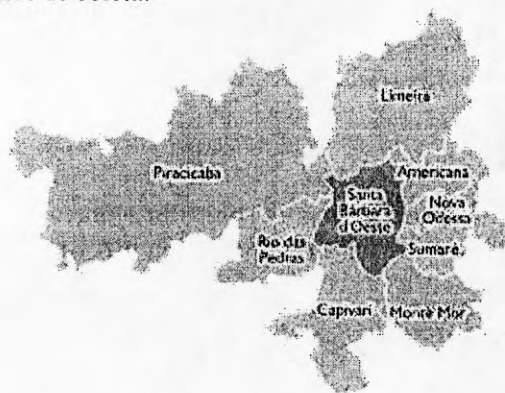 Limeira
Piracicaba
Americana
Santa
Bárbara
d'Oeste
Nova
Odessa
Rio das
Pedras
Sumaré
Capivari
Monte Mor